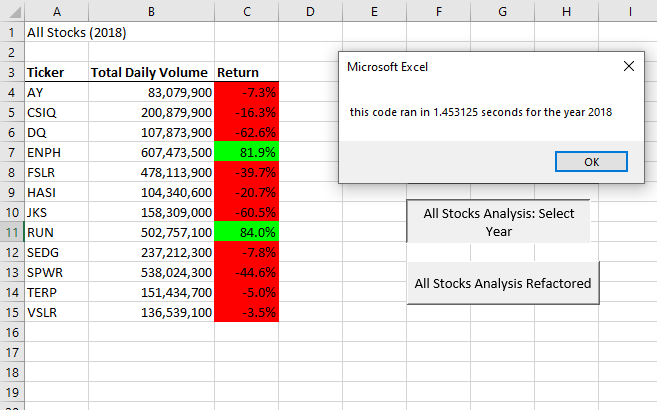 A B C D E F G H I
1 All Stocks (2018)
2
3 Ticker Total Daily Volume Return
4 AY 83,079,900 -7.3%
5 CSIQ 200,879,900 -16.3%
6 DQ 107,873,900 -62.6%
7 ENPH 607,473,500 81.9%
8 FSLR 478,113,900 -39.7%
9 HASI 104,340,600 -20.7%
10 JKS 158,309,000 -60.5%
11 RUN 502,757,100 84.0%
12 SEDG 237,212,300 -7.8%
13 SPWR 538,024,300 -44.6%
14 TERP 151,434,700 -5.0%
15 VSLR 136,539,100 -3.5%
16
17
18
19
Microsoft Excel
this code ran in 1.453125 seconds for the year 2018
OK
All Stocks Analysis: Select
Year
All Stocks Analysis Refactored